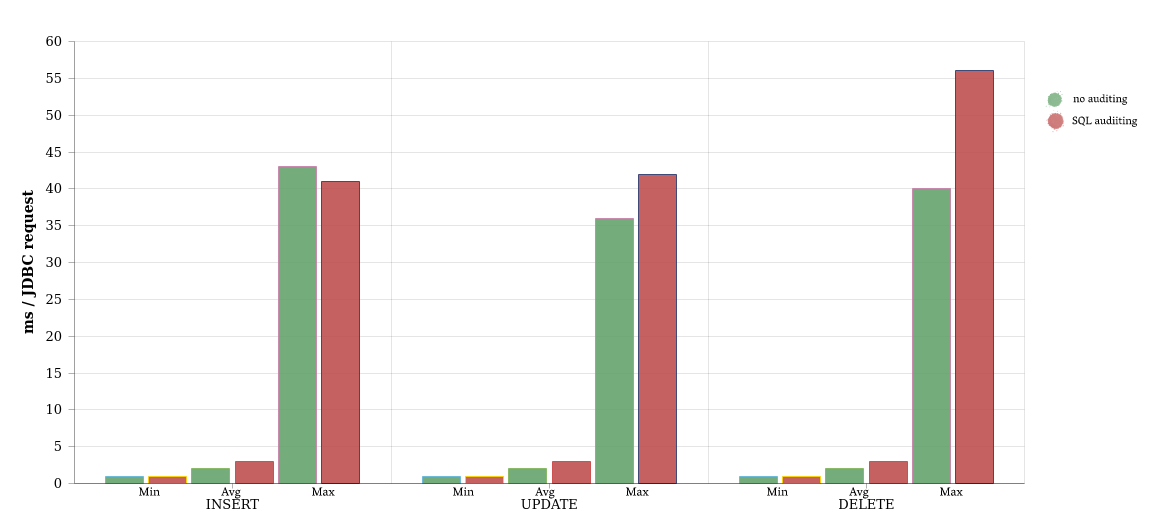 60
55
50
45
40
35
30
25
20
15
10
5
0
ms / JDBC request
no auditing
SQL audiiting
Min Avg Max Min Avg Max Min Avg Max
INSERT UPDATE DELETE